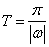 T = π / |ω|